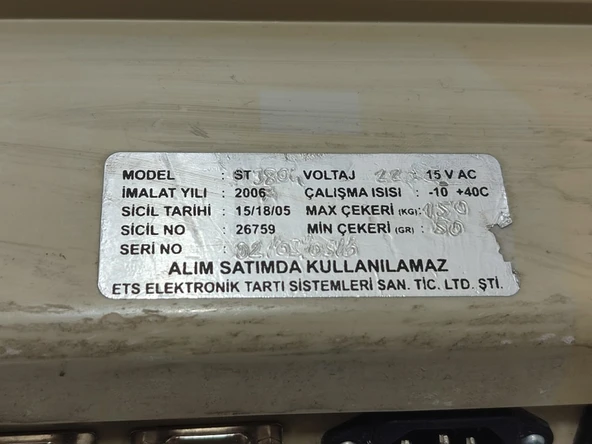 MODEL : ST VOLTAJ : 15 V AC
İMALAT YILI : 2006 ÇALIŞMA ISISI : -10 +40C
SİCİL TARİHİ : 15/18/05 MAX ÇEKERİ (KG) : 150
SİCİL NO : 26759 MİN ÇEKERİ (GR) : 50
SERİ NO :
ALIM SATIMDA KULLANILAMAZ
ETS ELEKTRONİK TARTI SİSTEMLERİ SAN. TİC. LTD. ŞTİ.